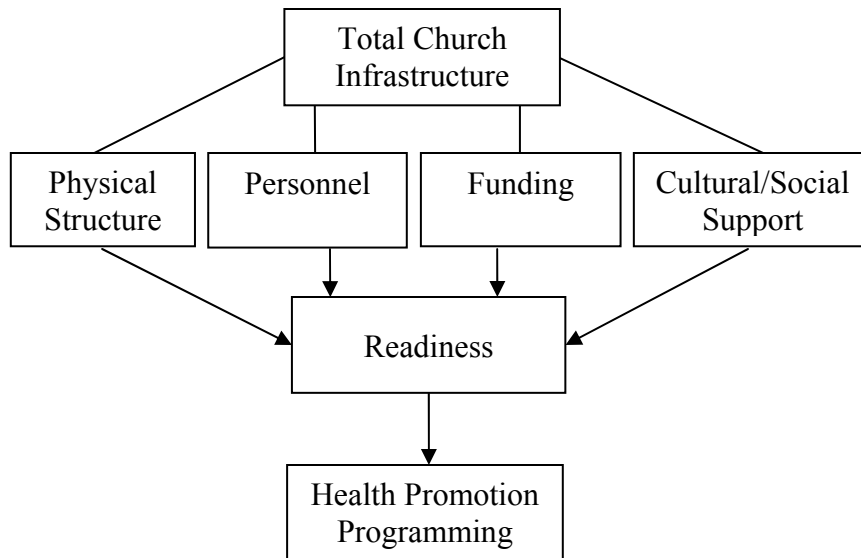 Total Church
Infrastructure
Physical
Structure
Personnel
Funding
Cultural/Social
Support
Readiness
Health Promotion
Programming